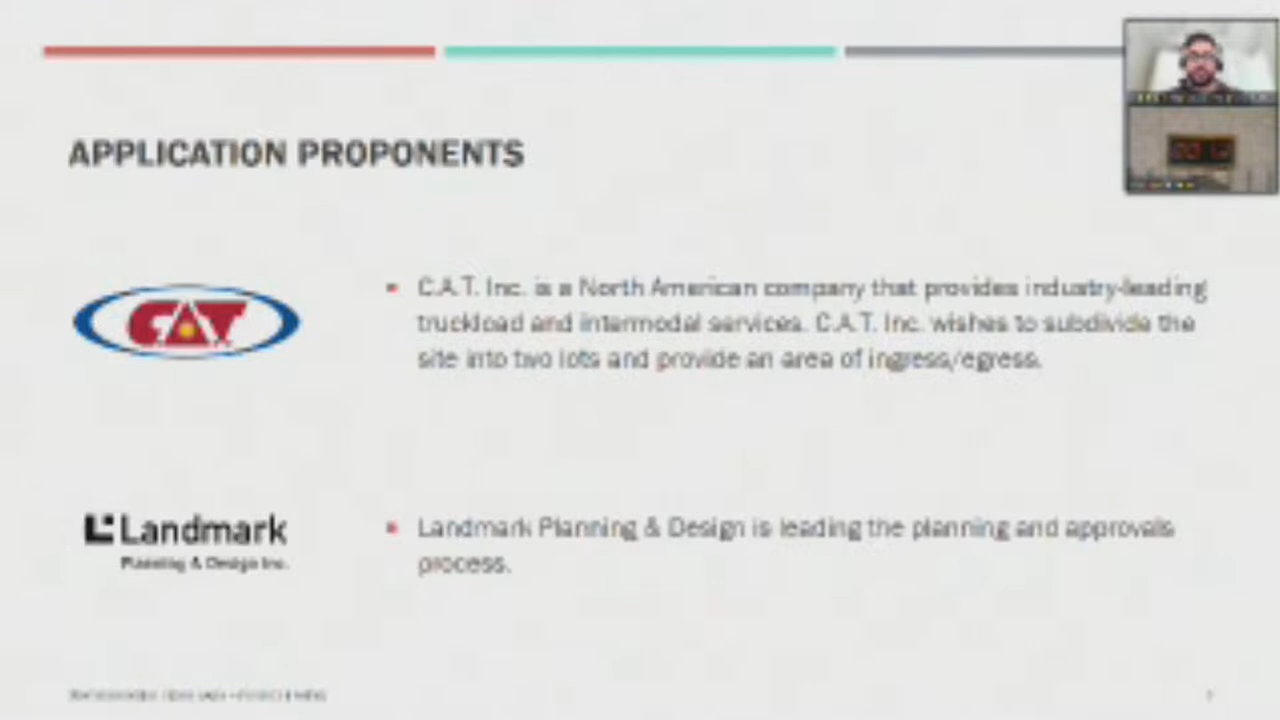 APPLICATION PROPONENTS
CAT
C.A.T. Inc. is a North American company that provides industry-leading
truckload and intermodal services. C.A.T. Inc. wishes to subdivide the
site into two lots and provide an area of ingress/egress.
Landmark
Planning & Design Inc.
Landmark Planning & Design is leading the planning and approvals
process.